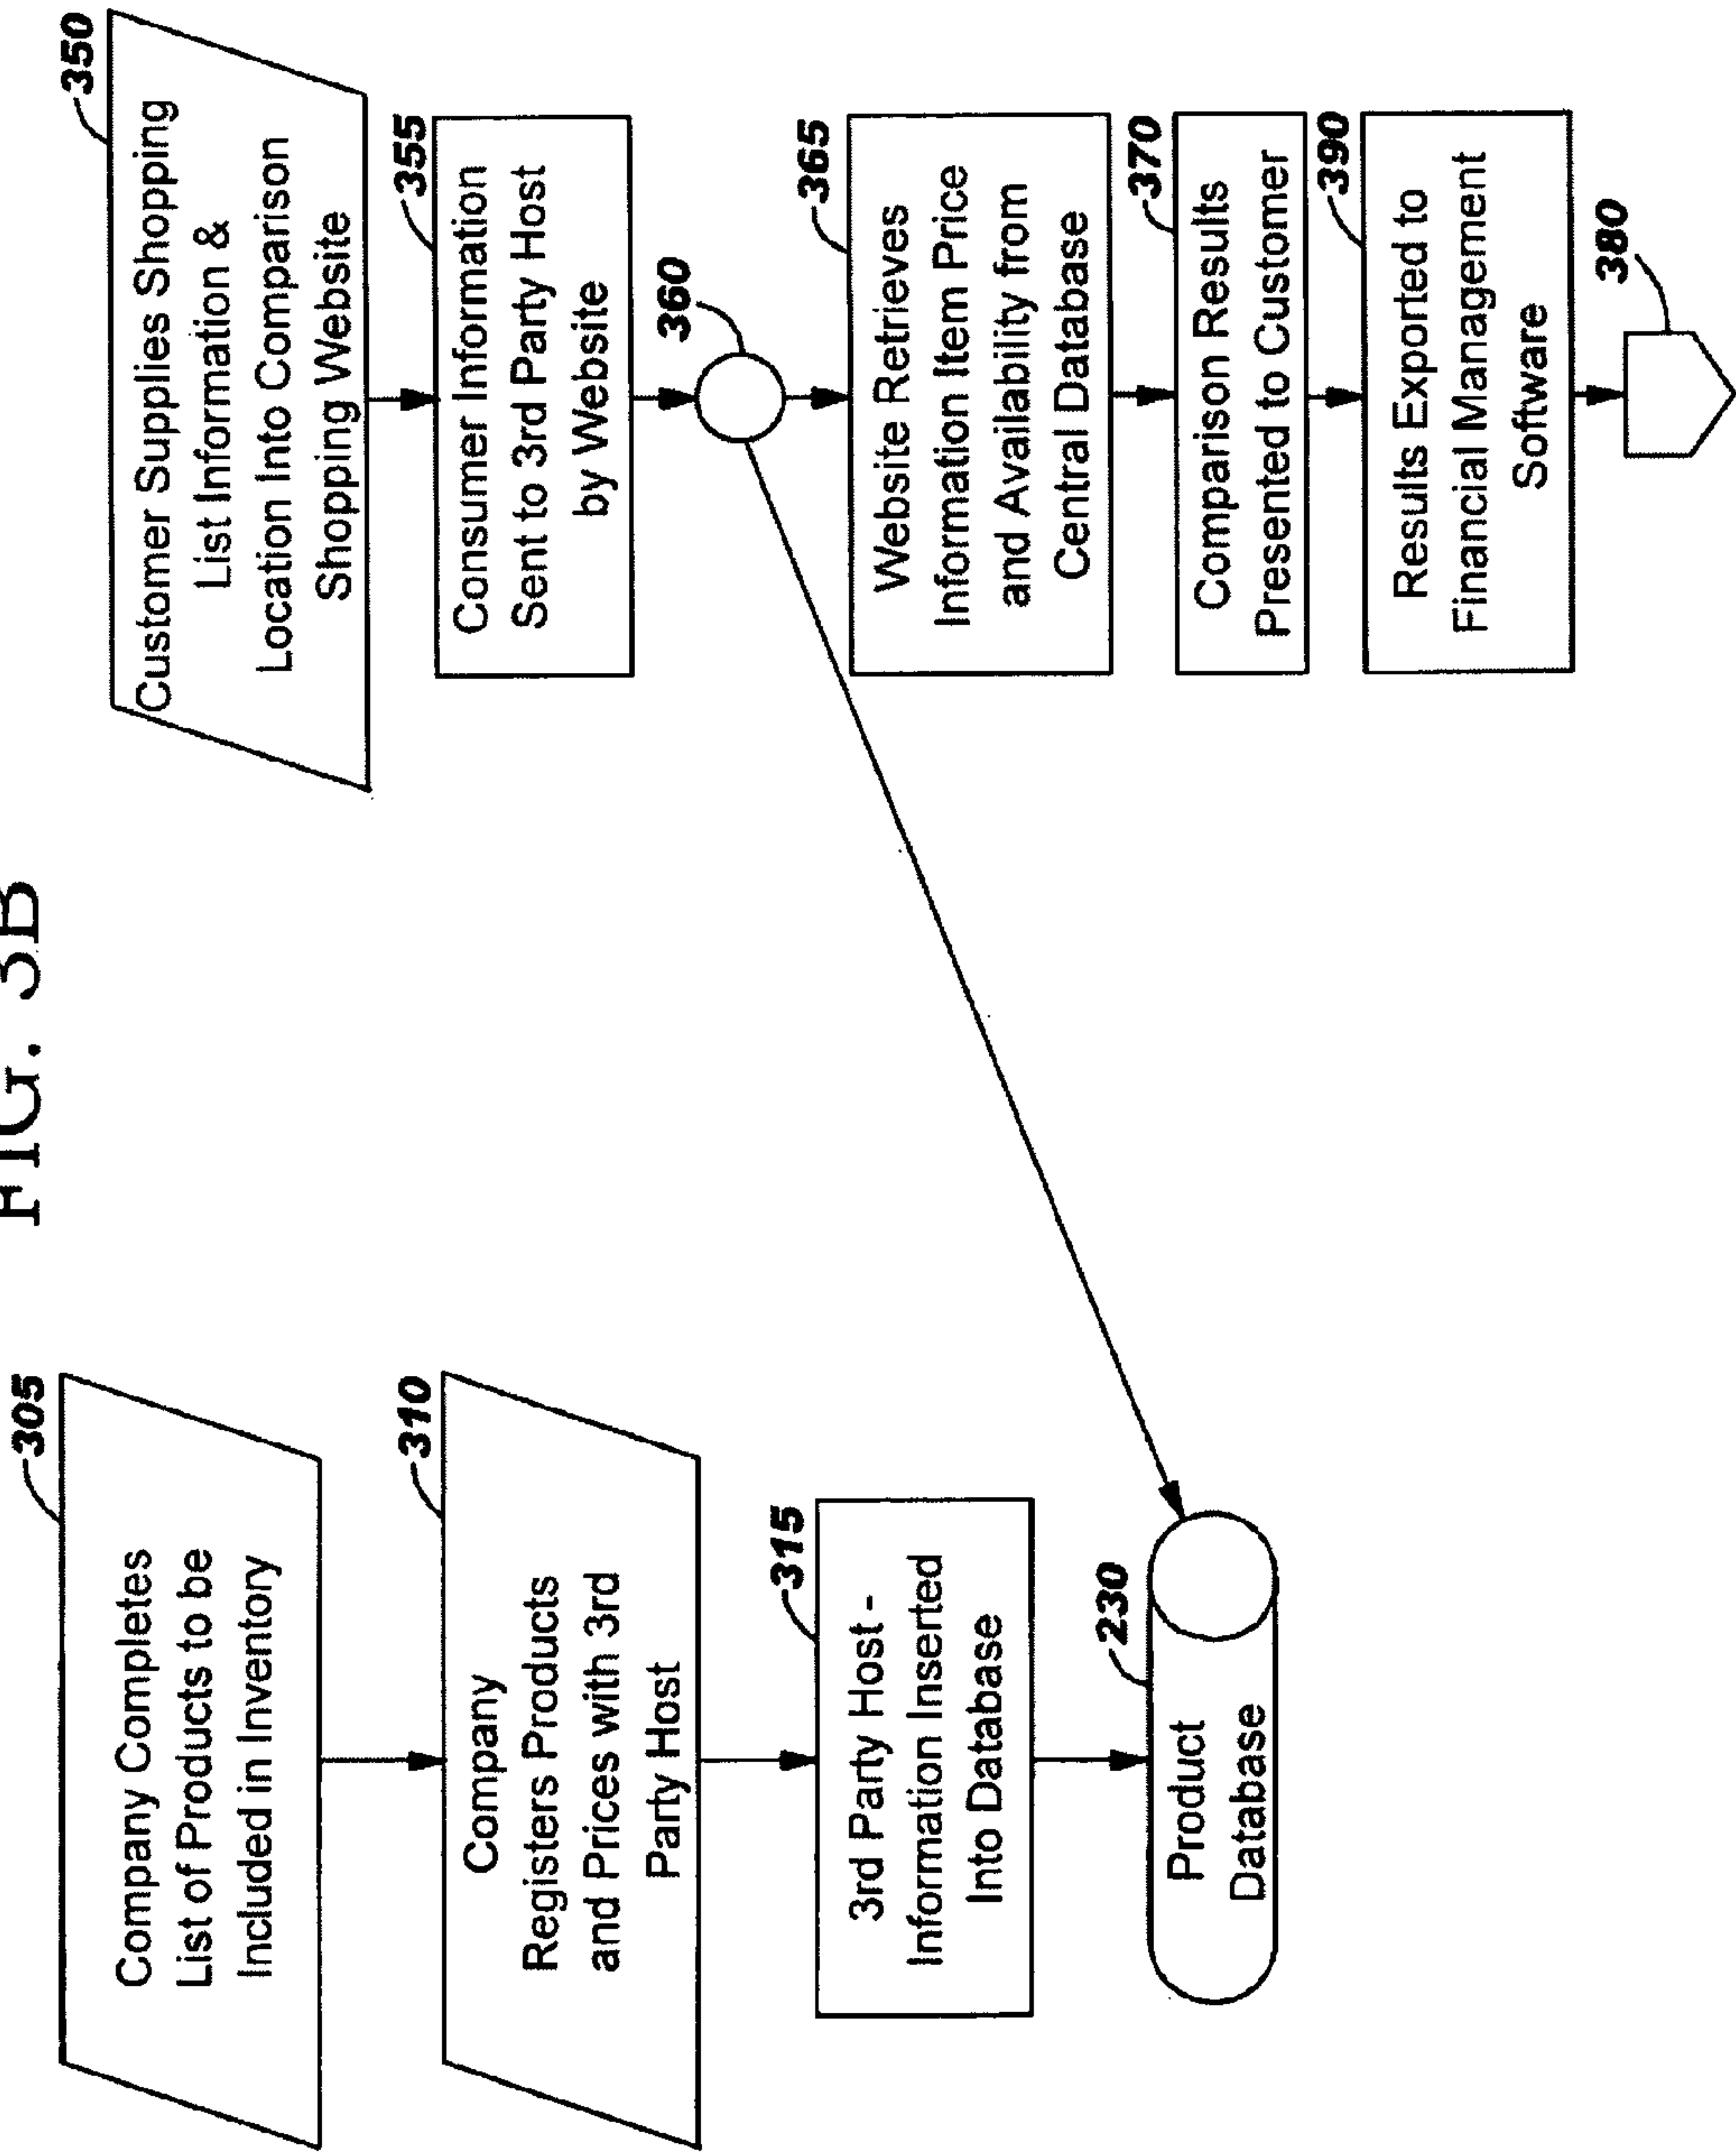 FIG. 3B
305
Company Completes
List of Products to be
Included in Inventory
310
Company
Registers Products
and Prices with 3rd
Party Host
315
3rd Party Host -
Information Inserted
Into Database
230
Product
Database
350
Customer Supplies Shopping
List Information &
Location Into Comparison
Shopping Website
355
Consumer Information
Sent to 3rd Party Host
by Website
360
365
Website Retrieves
Information Item Price
and Availability from
Central Database
370
Comparison Results
Presented to Customer
390
Results Exported to
Financial Management
Software
380